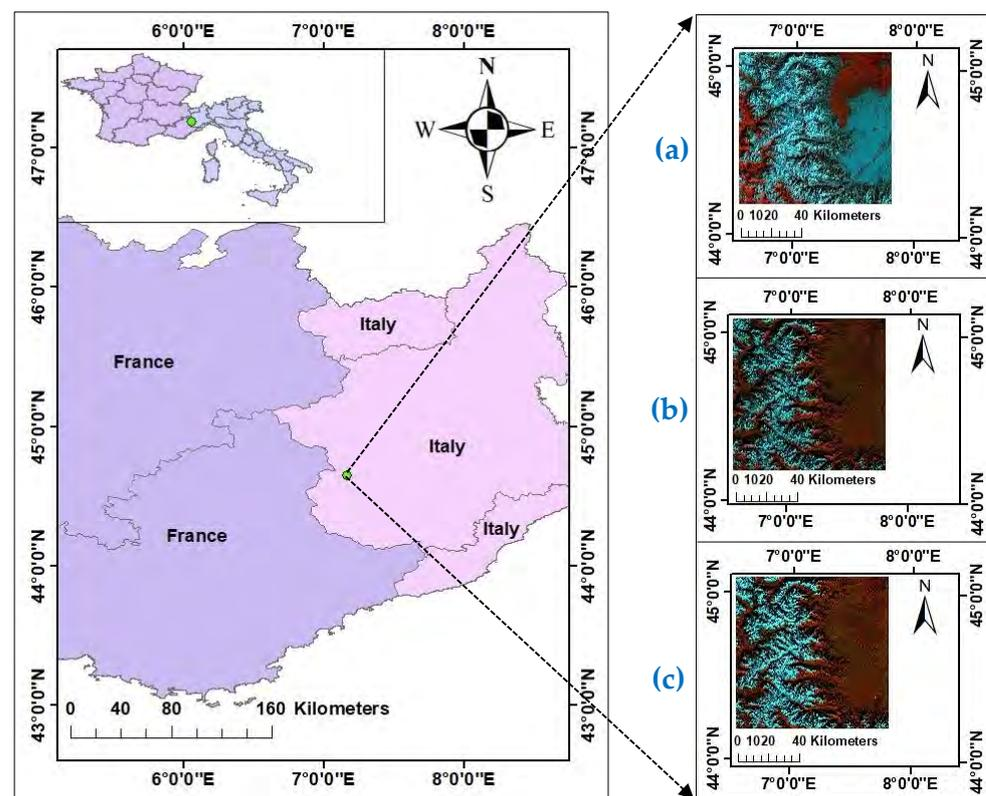 6°0'0"E 7°0'0"E 8°0'0"E
47°0'0"N
46°0'0"N
45°0'0"N
44°0'0"N
43°0'0"N
N
W E
S
47°0'0"N
46°0'0"N
45°0'0"N
44°0'0"N
43°0'0"N
Italy
France
Italy
Italy
France
0 40 80 160 Kilometers
6°0'0"E 7°0'0"E 8°0'0"E
(a)
7°0'0"E 8°0'0"E
45°0'0"N
44°0'0"N
N
45°0'0"N
44°0'0"N
0 1020 40 Kilometers
7°0'0"E 8°0'0"E
(b)
7°0'0"E 8°0'0"E
45°0'0"N
44°0'0"N
N
45°0'0"N
44°0'0"N
0 1020 40 Kilometers
7°0'0"E 8°0'0"E
(c)
7°0'0"E 8°0'0"E
45°0'0"N
44°0'0"N
N
45°0'0"N
44°0'0"N
0 1020 40 Kilometers
7°0'0"E 8°0'0"E